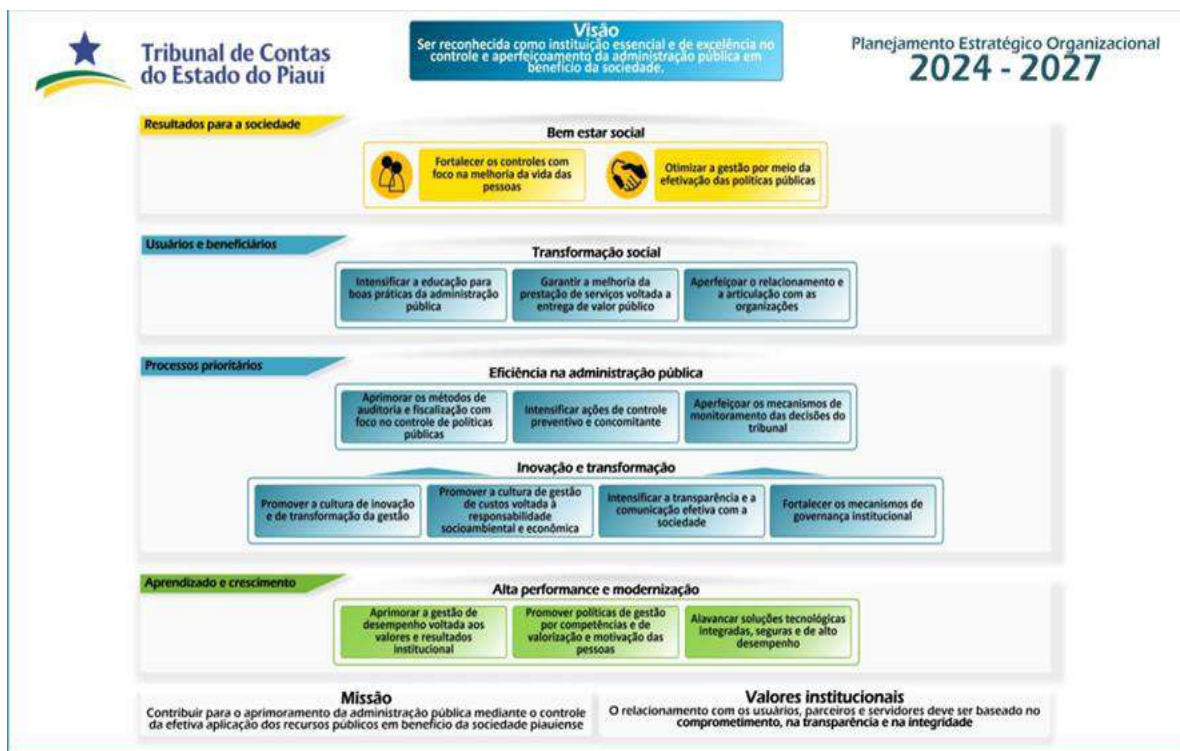 Tribunal de Contas
do Estado do Piauí
Visão
Ser reconhecida como instituição essencial e de excelência no
controle e aperfeiçoamento da administração pública em
benefício da sociedade.
Planejamento Estratégico Organizacional
2024 - 2027
Resultados para a sociedade
Bem estar social
Fortalecer os controles com
foco na melhoria da vida das
pessoas
Otimizar a gestão por meio da
efetivação das políticas públicas
Usuários e beneficiários
Transformação social
Intensificar a educação para
boas práticas da administração
pública
Garantir a melhoria da
prestação de serviços voltada a
entrega de valor público
Aperfeiçoar o relacionamento e
a articulação com as
organizações
Processos prioritários
Eficiência na administração pública
Aprimorar os métodos de
auditoria e fiscalização com
foco no controle de políticas
públicas
Intensificar ações de controle
preventivo e concomitante
Aperfeiçoar os mecanismos de
monitoramento das decisões do
tribunal
Inovação e transformação
Promover a cultura de inovação
e de transformação da gestão
Promover a cultura de gestão
de custos voltada à
responsabilidade
socioambiental e econômica
Intensificar a transparência e a
comunicação efetiva com a
sociedade
Fortalecer os mecanismos de
governança institucional
Aprendizado e crescimento
Alta performance e modernização
Aprimorar a gestão de
desempenho voltada aos
valores e resultados
institucional
Promover políticas de gestão
por competências e de
valorização e motivação das
pessoas
Alavancar soluções tecnológicas
integradas, seguras e de alto
desempenho
Missão
Contribuir para o aprimoramento da administração pública mediante o controle
da efetiva aplicação dos recursos públicos em benefício da sociedade piauiense
Valores institucionais
O relacionamento com os usuários, parceiros e servidores deve ser baseado no
comprometimento, na transparência e na integridade